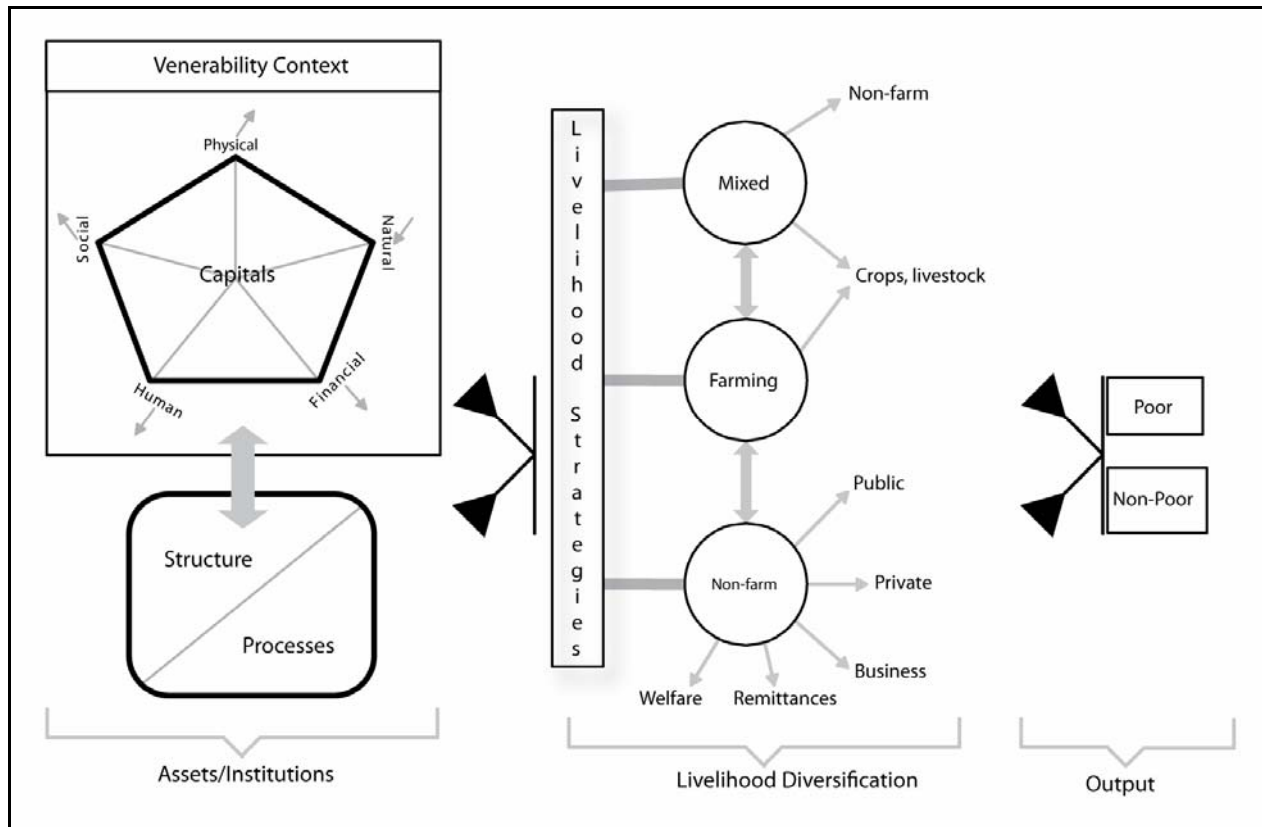 Venerability Context
Physical
Social
Natural
Capitals
Human
Financial
Structure
Processes
Assets/Institutions
Livelihood Strategies
Mixed
Non-farm
Crops, livestock
Farming
Non-farm
Public
Private
Business
Remittances
Welfare
Livelihood Diversification
Poor
Non-Poor
Output